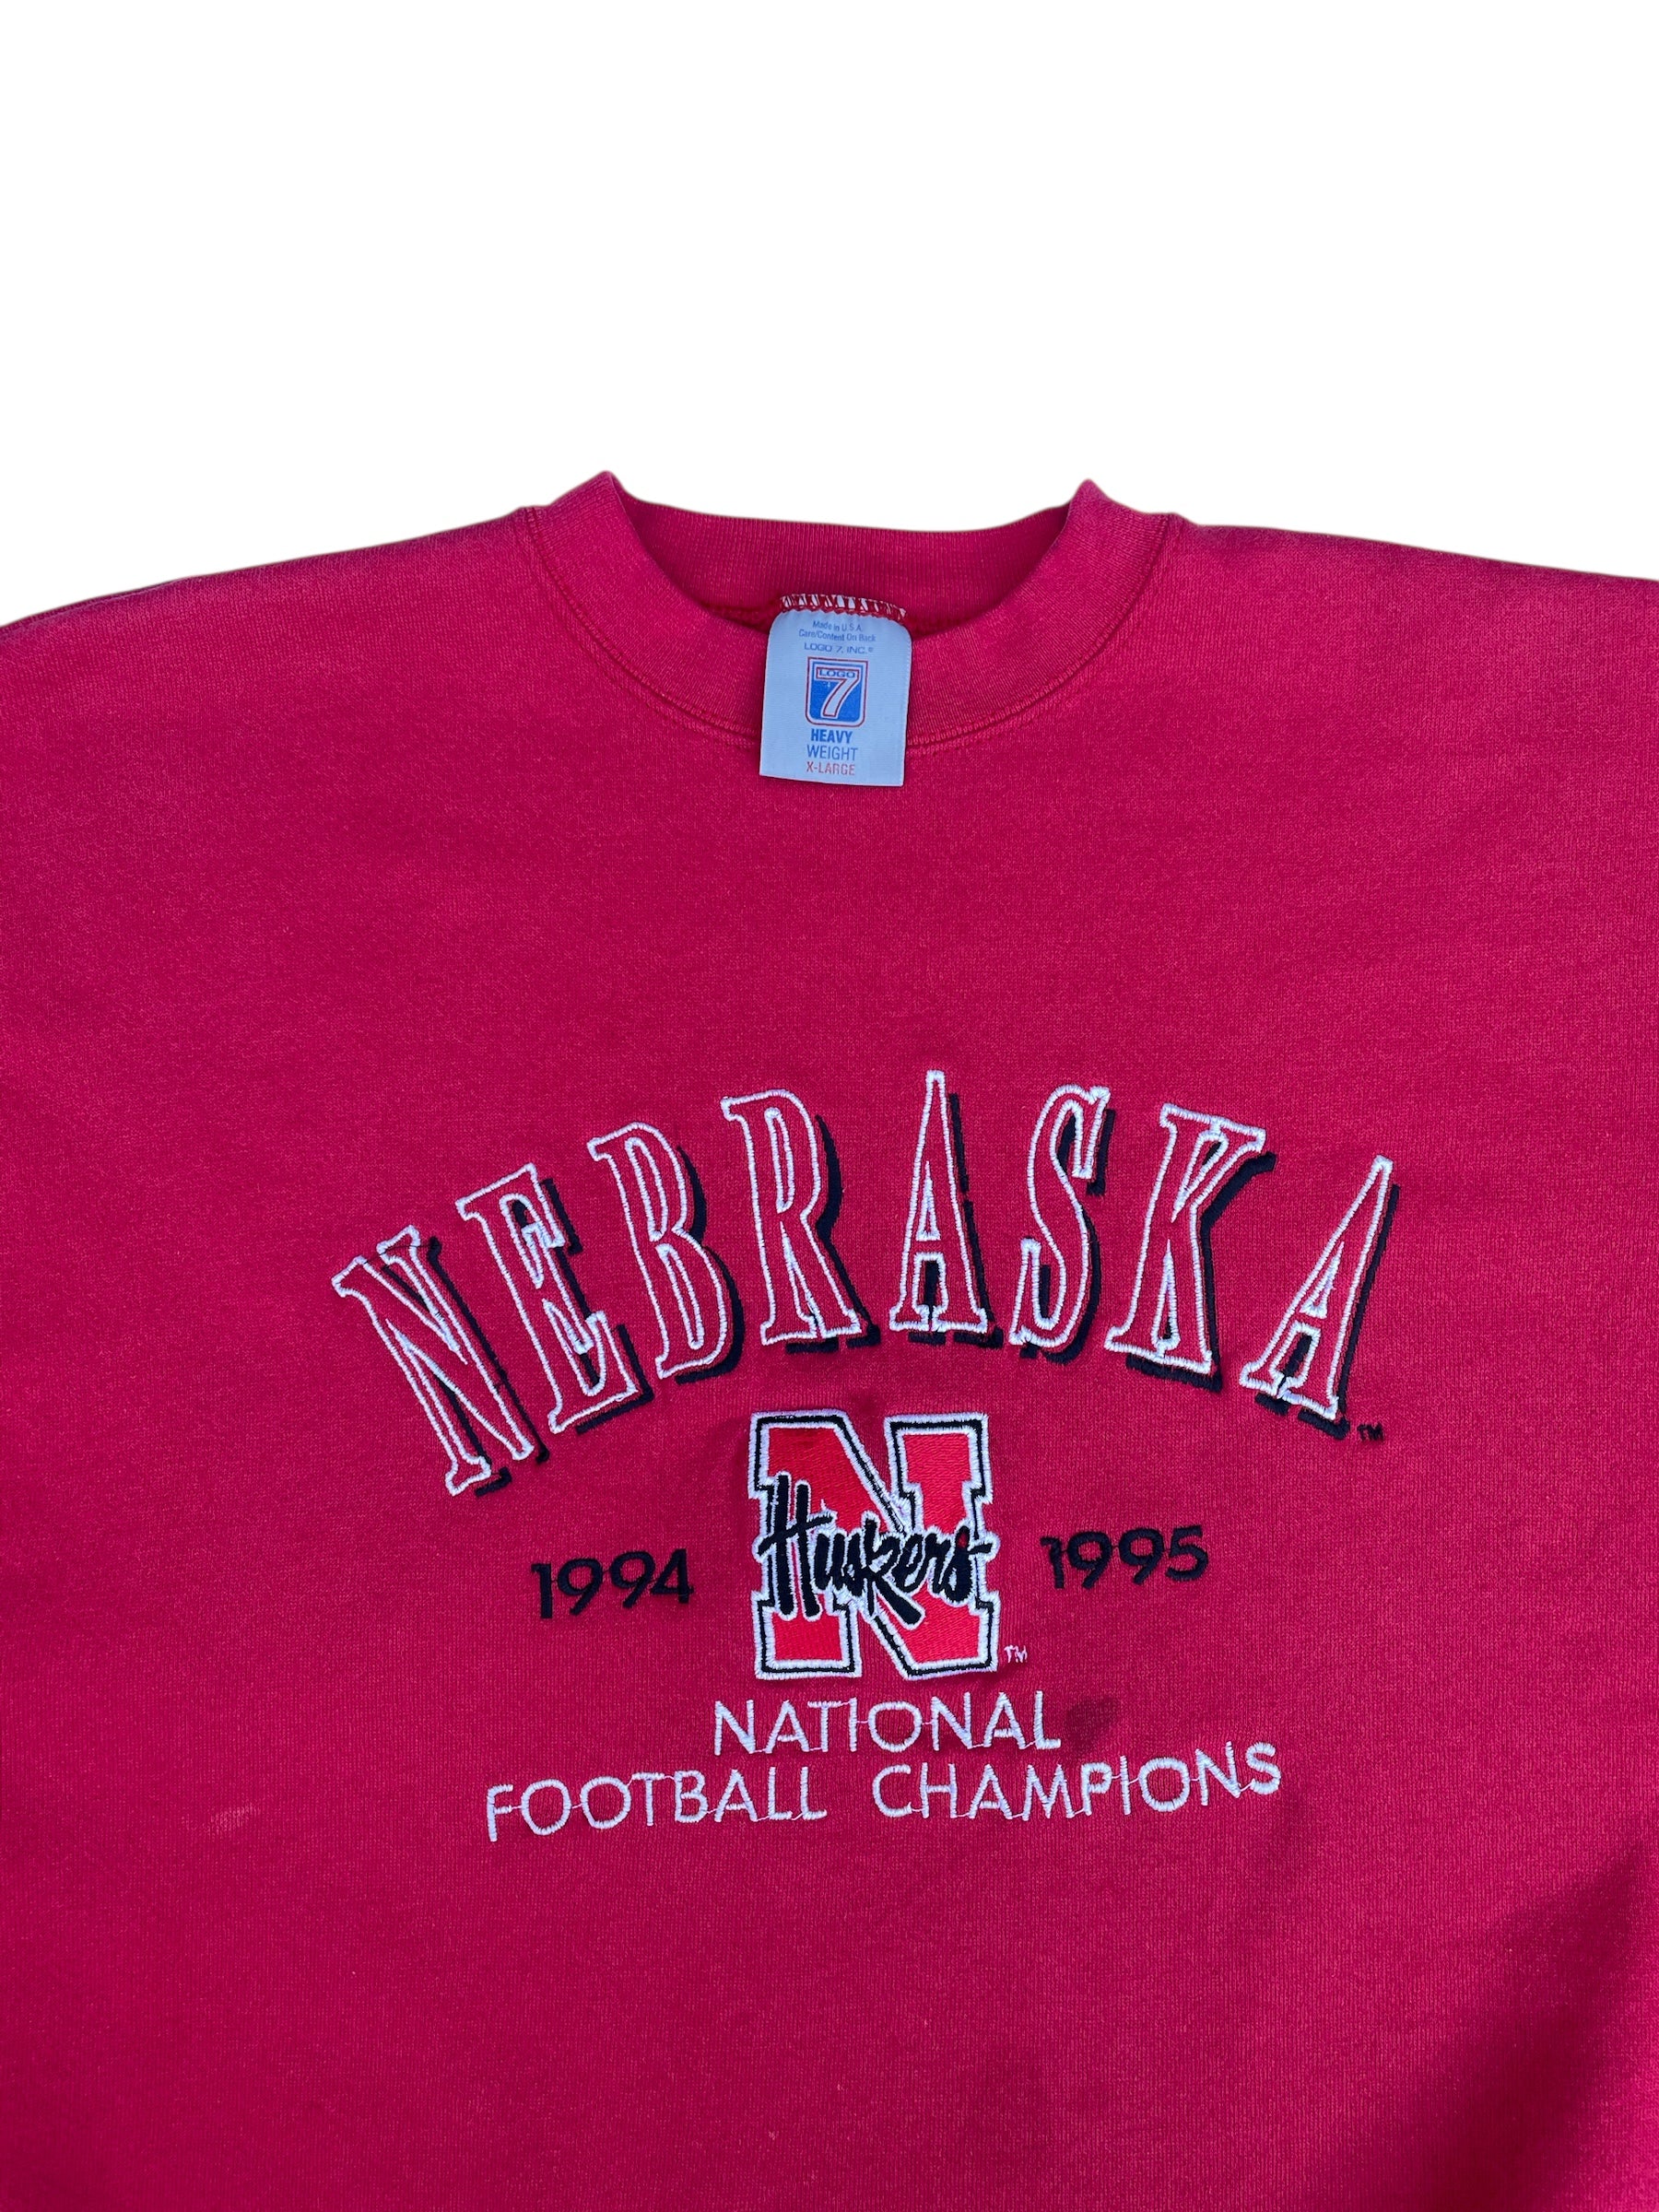 Made in U.S.A.
Care/Content On Back
LOGO 7, INC.®
LOGO
7
HEAVY
WEIGHT
X-LARGE
NEBRASKA™
1994 Huskers 1995
N ™
NATIONAL
FOOTBALL CHAMPIONS